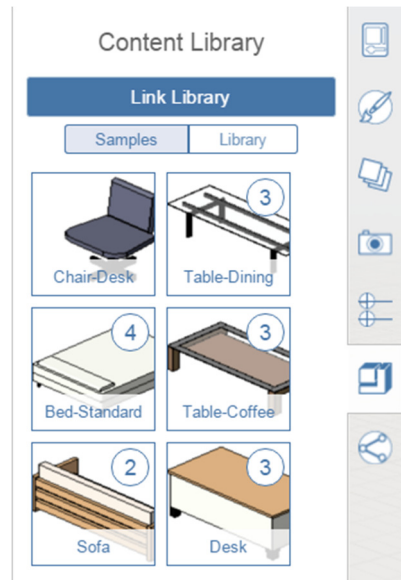 Content Library
Link Library
Samples Library
3
Chair-Desk Table-Dining
4 3
Bed-Standard Table-Coffee
2 3
Sofa Desk